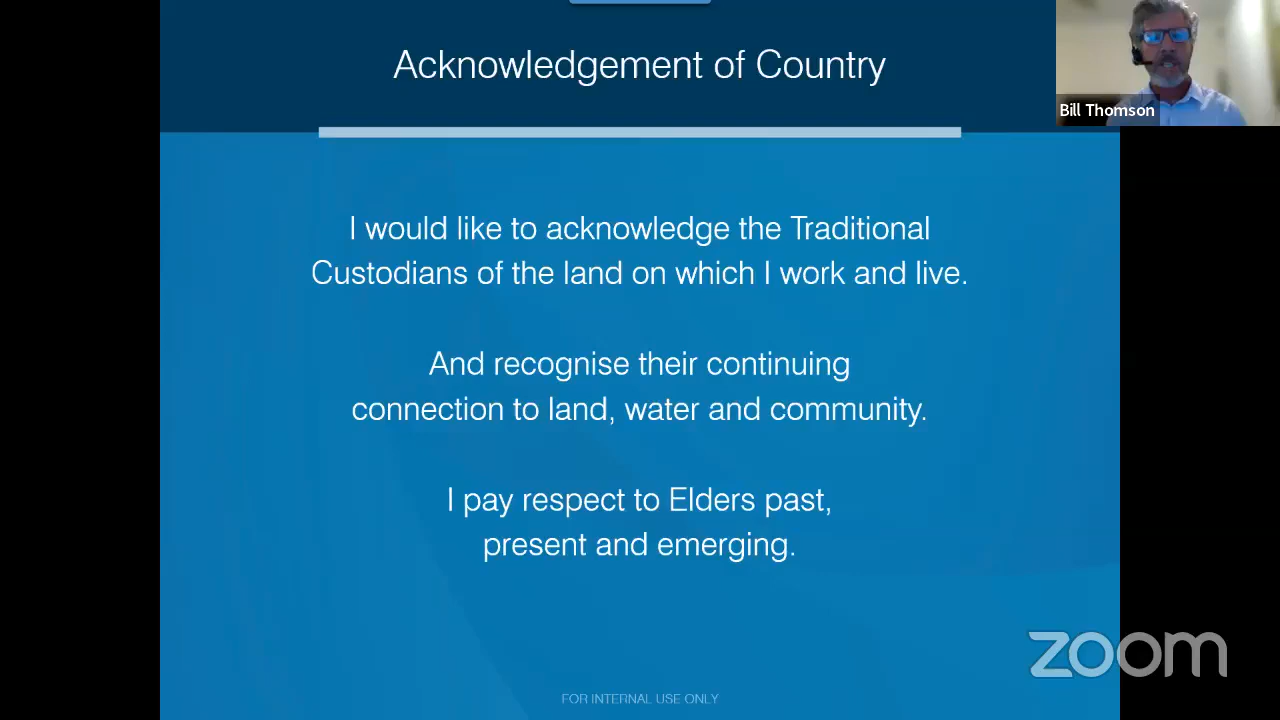 Acknowledgement of Country
Bill Thomson
I would like to acknowledge the Traditional
Custodians of the land on which I work and live.
And recognise their continuing
connection to land, water and community.
I pay respect to Elders past,
present and emerging.
zoom
FOR INTERNAL USE ONLY